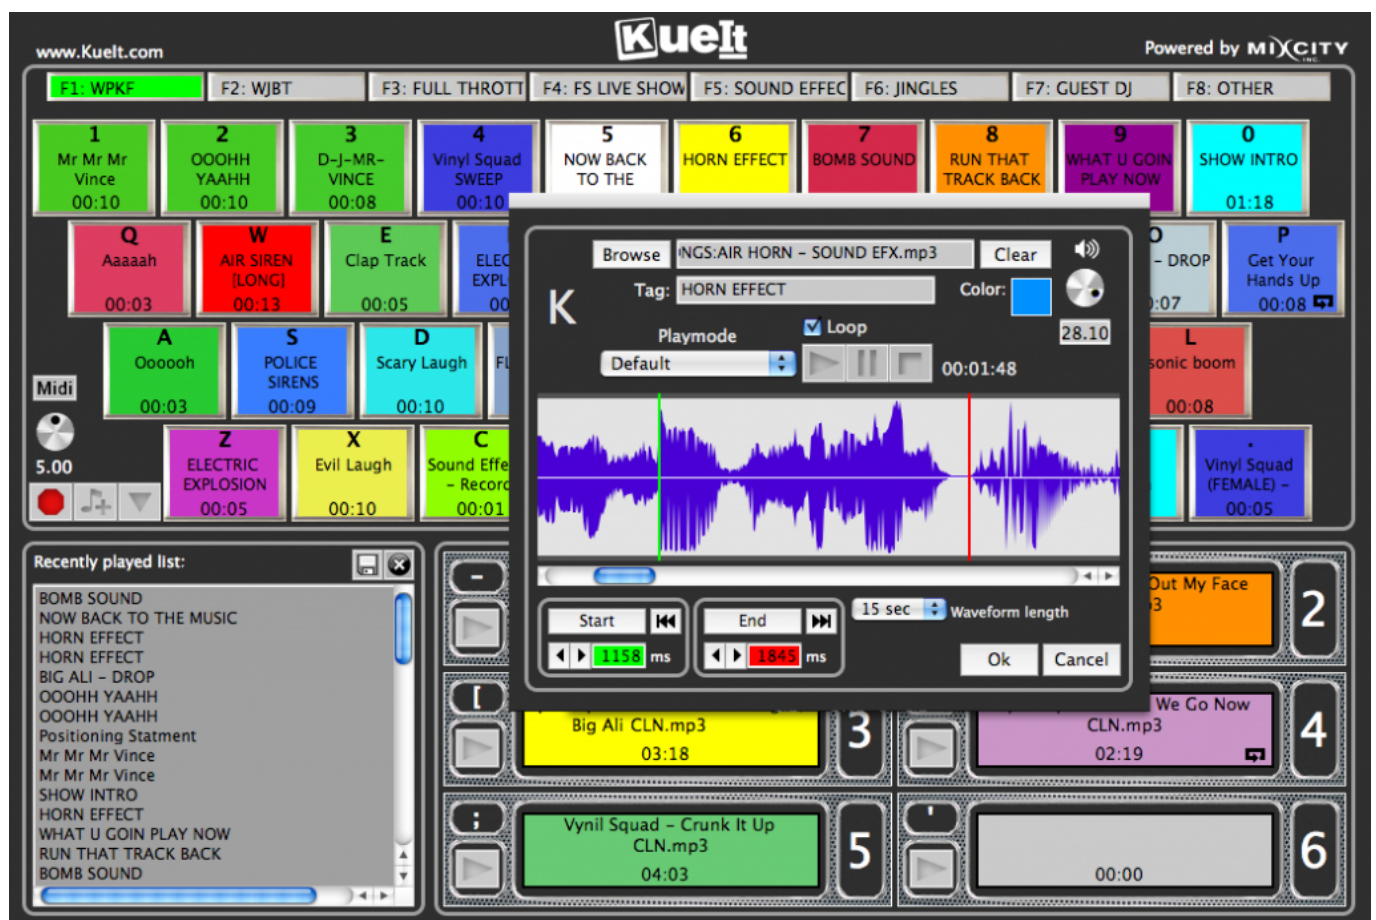 KueIt
www.KueIt.com
Powered by MIXCITY INC.
F1: WPKF
F2: WJBT
F3: FULL THROTT
F4: FS LIVE SHOW
F5: SOUND EFFEC
F6: JINGLES
F7: GUEST DJ
F8: OTHER
1
Mr Mr Mr
Vince
00:10
2
OOOHH
YAAHH
00:10
3
D-J-MR-
VINCE
00:08
4
Vinyl Squad
SWEEP
00:10
5
NOW BACK
TO THE
6
HORN EFFECT
7
BOMB SOUND
8
RUN THAT
TRACK BACK
9
WHAT U GOIN
PLAY NOW
0
SHOW INTRO
01:18
Q
Aaaaah
00:03
W
AIR SIREN
[LONG]
00:13
E
Clap Track
00:05
ELEC
EXPL
00
O
- DROP
:07
P
Get Your
Hands Up
00:08
A
Oooooh
00:03
S
POLICE
SIRENS
00:09
D
Scary Laugh
00:10
FL
L
sonic boom
00:08
Midi
5.00
Z
ELECTRIC
EXPLOSION
00:05
X
Evil Laugh
00:10
C
Sound Effe
- Record
00:01
.
Vinyl Squad
(FEMALE) -
00:05
K
Browse
NGS:AIR HORN - SOUND EFX.mp3
Clear
Tag:
HORN EFFECT
Color:
28.10
Playmode
Loop
Default
00:01:48
Start
1158 ms
End
1845 ms
15 sec
Waveform length
Ok
Cancel
Recently played list:
BOMB SOUND
NOW BACK TO THE MUSIC
HORN EFFECT
HORN EFFECT
BIG ALI - DROP
OOOHH YAAHH
OOOHH YAAHH
Positioning Statment
Mr Mr Mr Vince
Mr Mr Mr Vince
SHOW INTRO
HORN EFFECT
WHAT U GOIN PLAY NOW
RUN THAT TRACK BACK
BOMB SOUND
-
Out My Face
3
2
[
Big Ali CLN.mp3
03:18
3
We Go Now
CLN.mp3
02:19
4
;
Vynil Squad - Crunk It Up
CLN.mp3
04:03
5
'
00:00
6